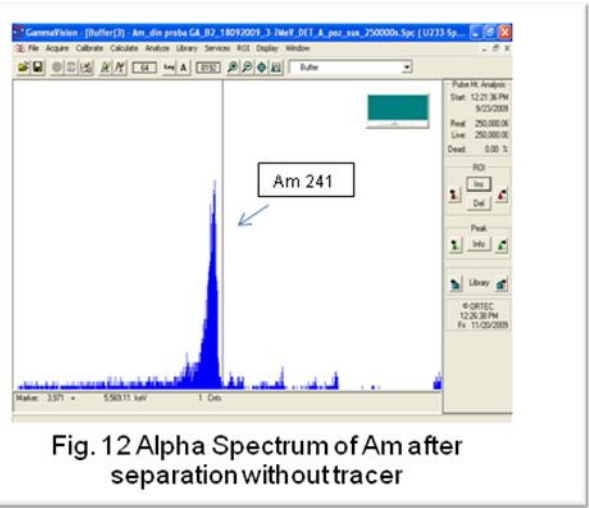 GammaVision - [Buffer(3) - Am_din proba GA_B2_18092009_3-7MeV_DET_A_poz_sus_250000s.Spc ( U233-Sp...
File Acquire Calibrate Calculate Analyze Library Services ROI Display Window
64 Log A 8192 Buffer
Pulse Ht. Analysis
Start: 12:21:36 PM
9/23/2009
Real: 250,000.06
Live: 250,000.00
Dead: 0.00 %
ROI
Ins
Del
Peak
Info
Library
© ORTEC
12:26:38 PM
Fri 11/20/2009
Am 241
Marker: 3,971 = 5,569.11 keV 1 Cnts
Fig. 12 Alpha Spectrum of Am after
separation without tracer